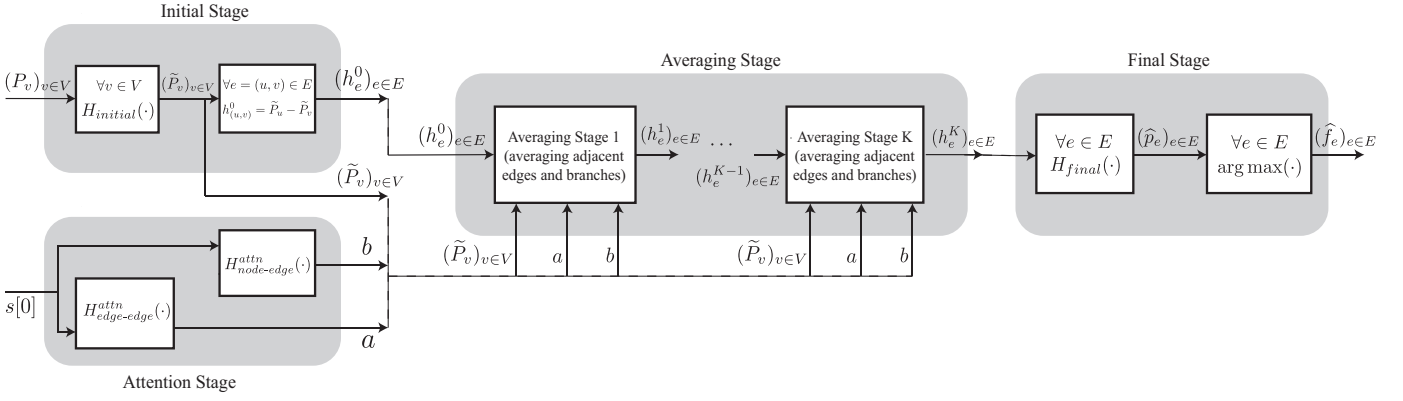 Initial Stage
(P_v)_{v∈V}
∀v ∈ V
H_{initial}(·)
(P̃_v)_{v∈V}
∀e = (u, v) ∈ E
h^0_{(u,v)} = P̃_u − P̃_v
(h^0_e)_{e∈E}
(P̃_v)_{v∈V}
s[0]
H^{attn}_{node-edge}(·)
b
H^{attn}_{edge-edge}(·)
a
Attention Stage
Averaging Stage
(h^0_e)_{e∈E}
Averaging Stage 1
(averaging adjacent
edges and branches)
(h^1_e)_{e∈E}
...
(h^{K−1}_e)_{e∈E}
Averaging Stage K
(averaging adjacent
edges and branches)
(h^K_e)_{e∈E}
(P̃_v)_{v∈V}
a
b
(P̃_v)_{v∈V}
a
b
Final Stage
∀e ∈ E
H_{final}(·)
(p̂_e)_{e∈E}
∀e ∈ E
arg max(·)
(f̂_e)_{e∈E}